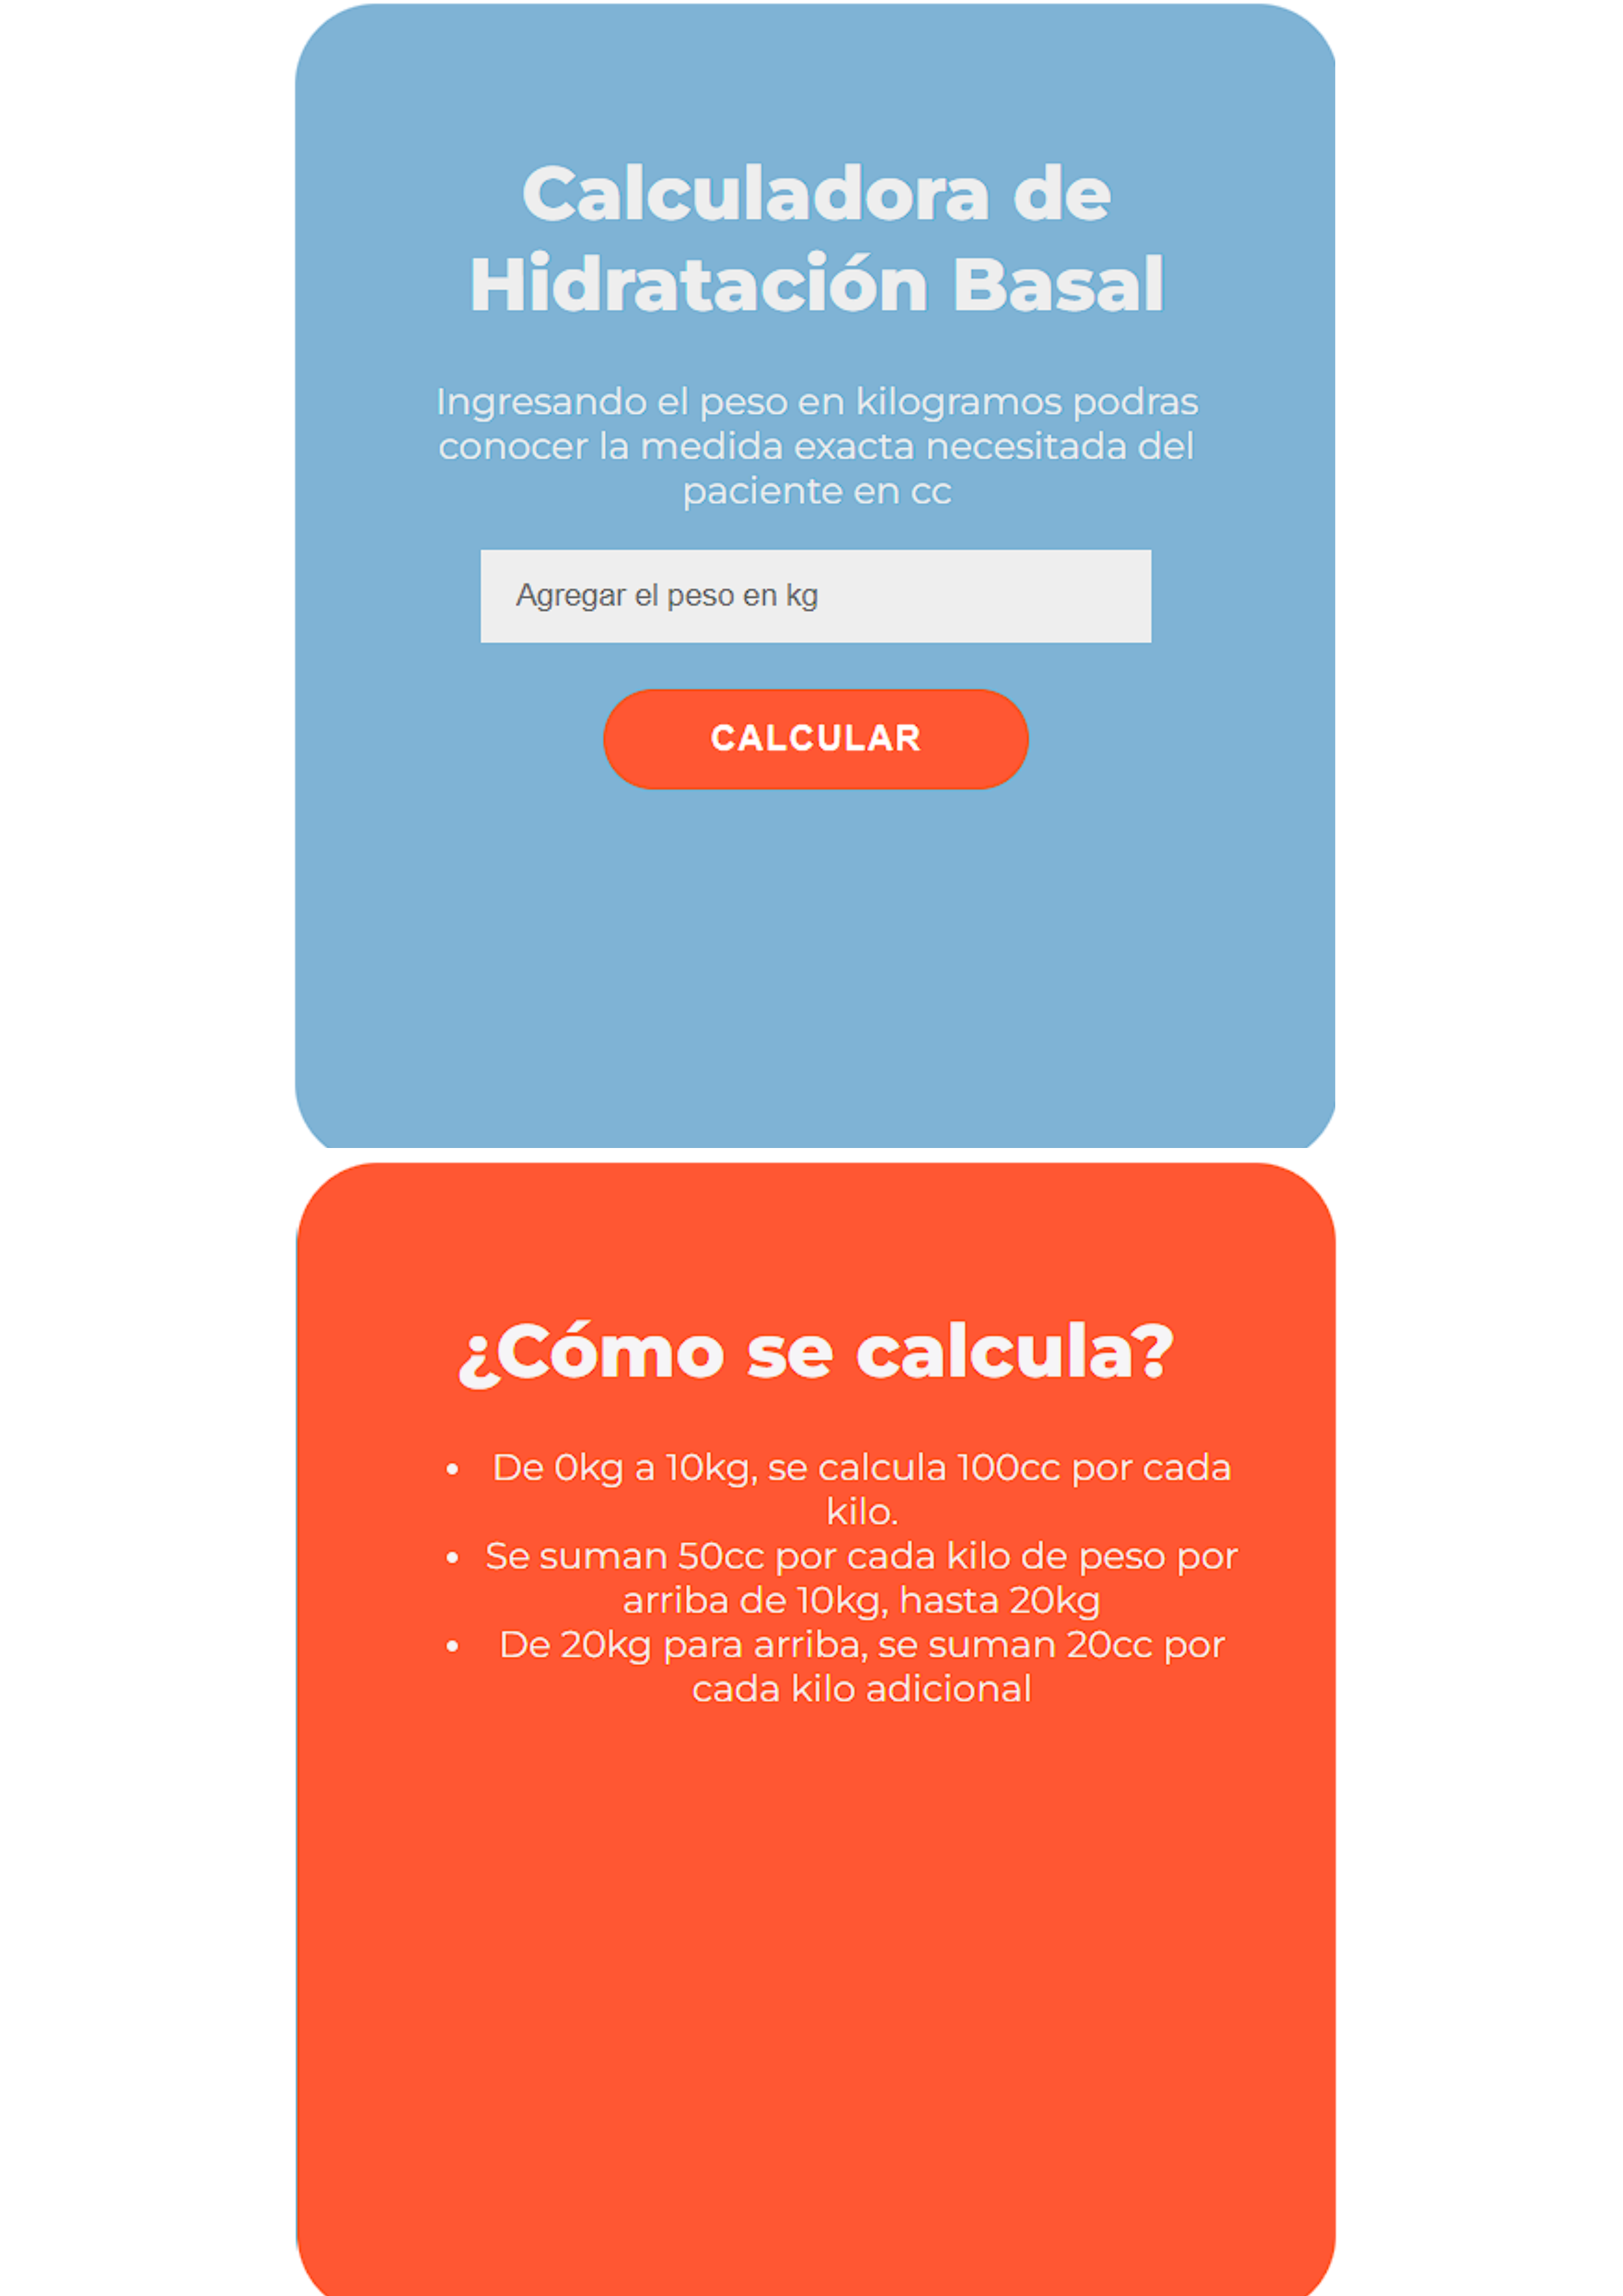 Calculadora de
Hidratación Basal
Ingresando el peso en kilogramos podras
conocer la medida exacta necesitada del
paciente en cc
Agregar el peso en kg
CALCULAR
¿Cómo se calcula?
• De 0kg a 10kg, se calcula 100cc por cada
kilo.
• Se suman 50cc por cada kilo de peso por
arriba de 10kg, hasta 20kg
• De 20kg para arriba, se suman 20cc por
cada kilo adicional